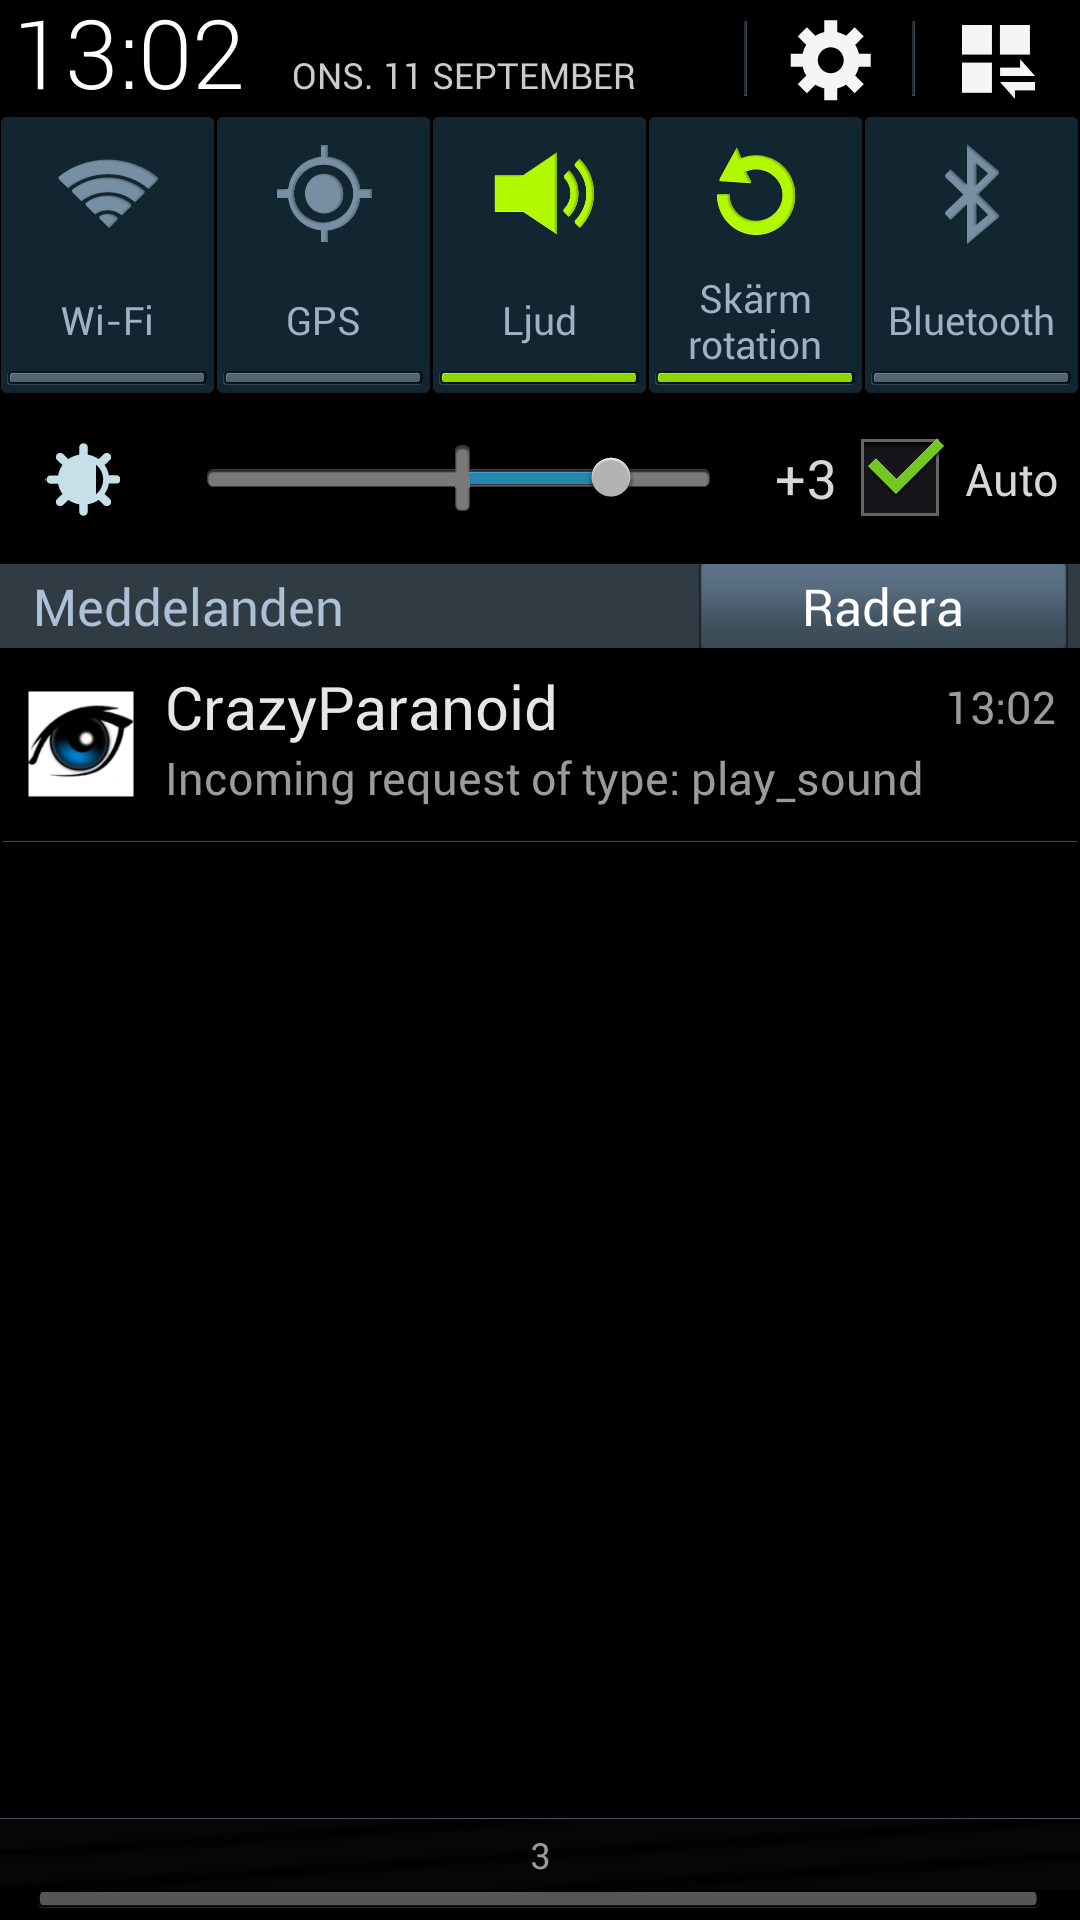 13:02 ONS. 11 SEPTEMBER
Wi-Fi GPS Ljud Skärm rotation Bluetooth
+3 Auto
Meddelanden Radera
CrazyParanoid 13:02
Incoming request of type: play_sound
3